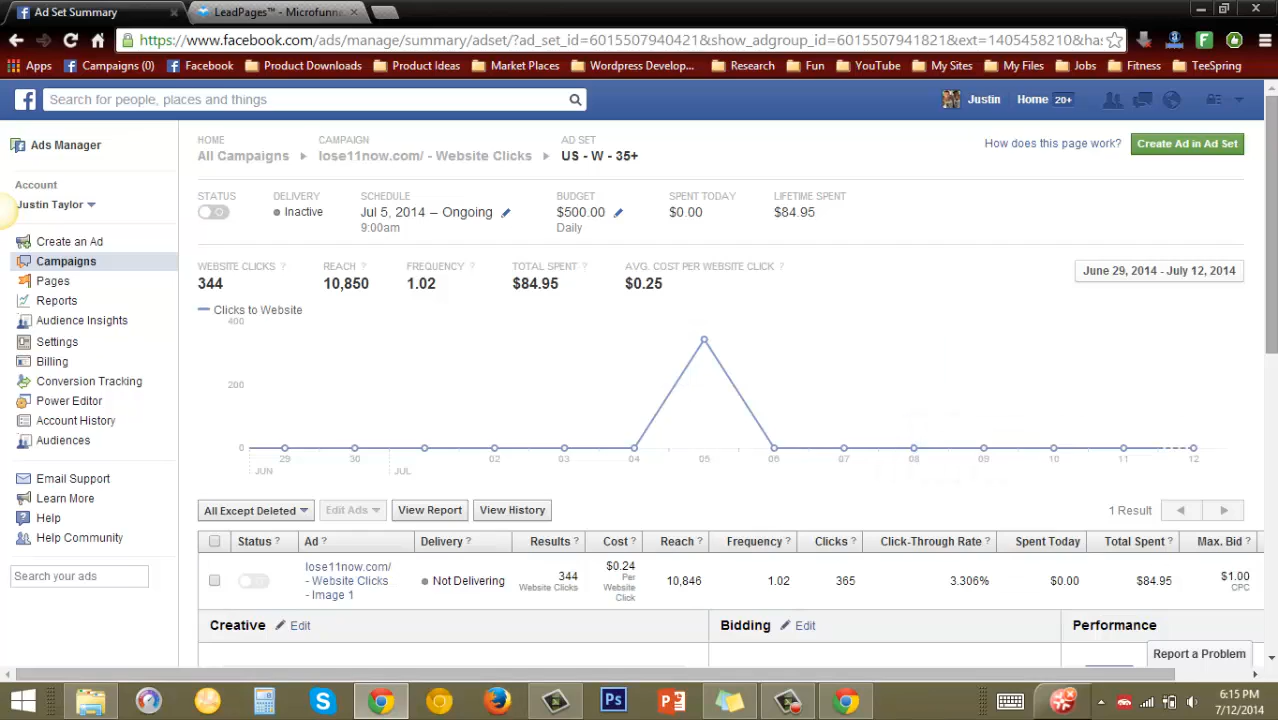 Ad Set Summary
LeadPages™ - Microfunne
https://www.facebook.com/ads/manage/summary/adset/?ad_set_id=6015507940421&show_adgroup_id=6015507941821&ext=1405458210&has
Apps Campaigns (0) Facebook Product Downloads Product Ideas Market Places Wordpress Develop... Research Fun YouTube My Sites My Files Jobs Fitness TeeSpring
Search for people, places and things
Justin Home 20+
Ads Manager
Account
Justin Taylor
Create an Ad
Campaigns
Pages
Reports
Audience Insights
Settings
Billing
Conversion Tracking
Power Editor
Account History
Audiences
Email Support
Learn More
Help
Help Community
Search your ads
HOME CAMPAIGN AD SET
All Campaigns lose11now.com/ - Website Clicks US - W - 35+
How does this page work? Create Ad in Ad Set
STATUS DELIVERY SCHEDULE BUDGET SPENT TODAY LIFETIME SPENT
Inactive Jul 5, 2014 – Ongoing $500.00 $0.00 $84.95
9:00am Daily
WEBSITE CLICKS ? REACH ? FREQUENCY ? TOTAL SPENT ? AVG. COST PER WEBSITE CLICK ?
344 10,850 1.02 $84.95 $0.25
June 29, 2014 - July 12, 2014
Clicks to Website
400
200
0
29 30 02 03 04 05 06 07 08 09 10 11 12
JUN JUL
All Except Deleted Edit Ads View Report View History 1 Result
Status ? Ad ? Delivery ? Results ? Cost ? Reach ? Frequency ? Clicks ? Click-Through Rate ? Spent Today Total Spent ? Max. Bid ?
lose11now.com/
- Website Clicks
- Image 1
Not Delivering
344
Website Clicks
$0.24
Per
Website
Click
10,846 1.02 365 3.306% $0.00 $84.95
$1.00
CPC
Creative Edit Bidding Edit Performance
Report a Problem
Ps
6:15 PM
7/12/2014